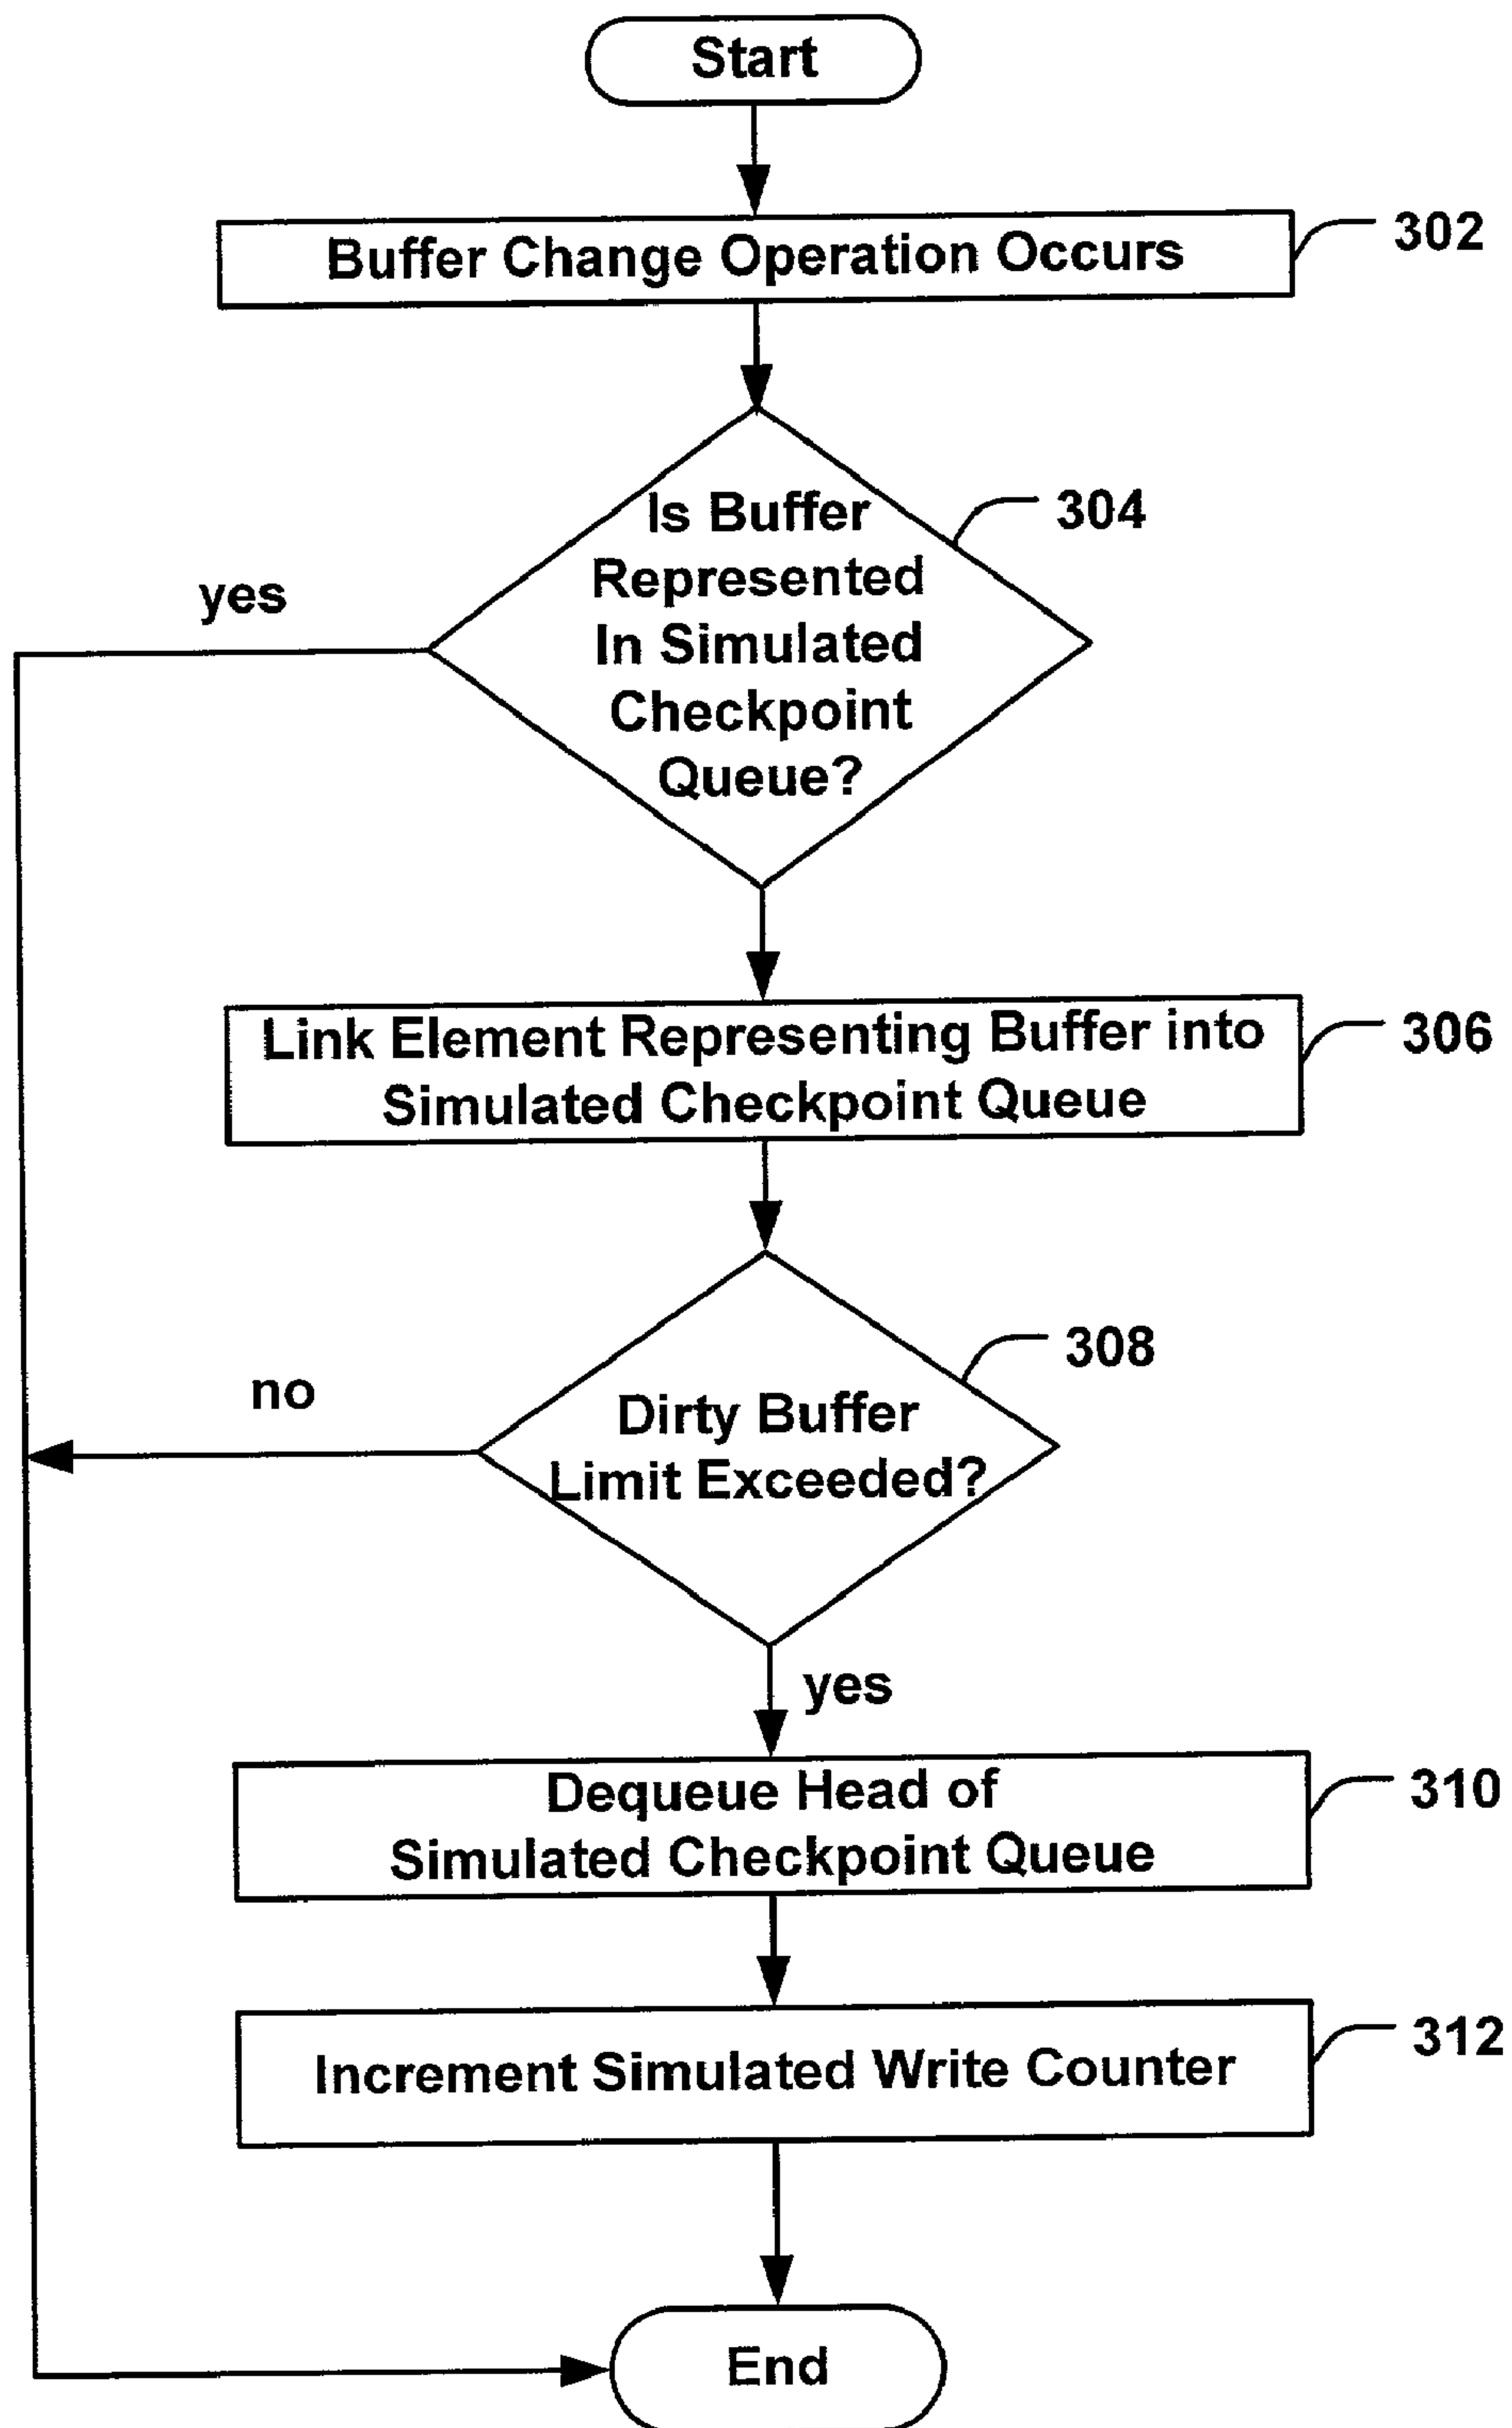 Start
Buffer Change Operation Occurs
302
Is Buffer
Represented
In Simulated
Checkpoint
Queue?
304
yes
Link Element Representing Buffer into
Simulated Checkpoint Queue
306
Dirty Buffer
Limit Exceeded?
308
no
yes
Dequeue Head of
Simulated Checkpoint Queue
310
Increment Simulated Write Counter
312
End